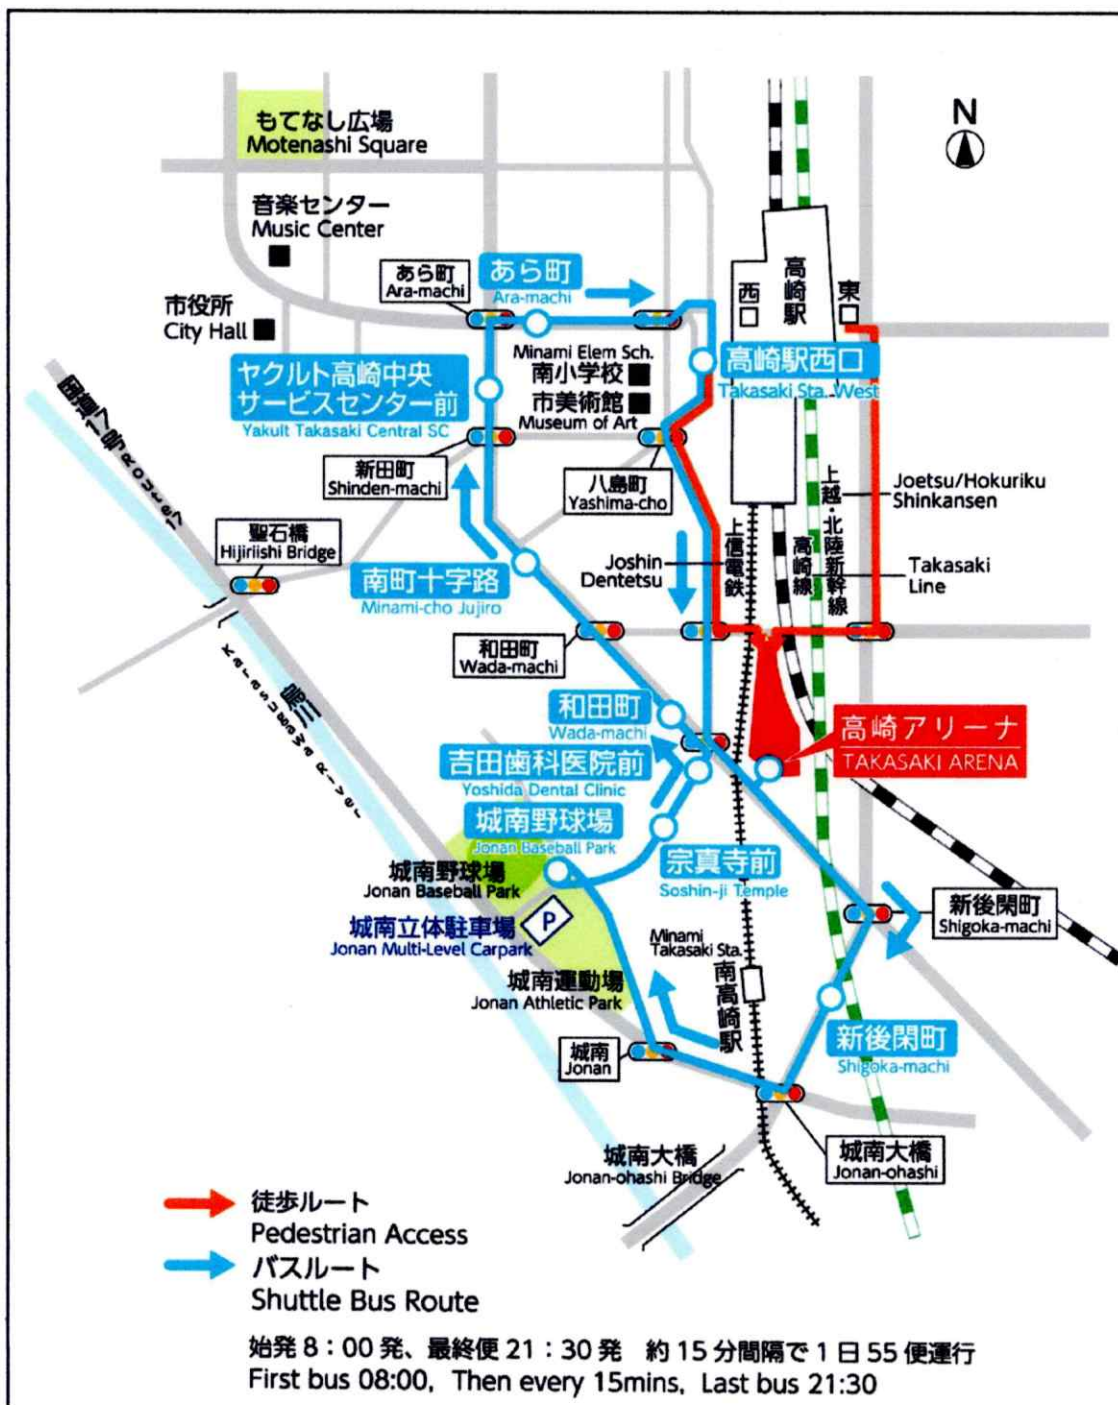 もてなし広場
Motenashi Square
N
音楽センター
Music Center
あら町
Ara-machi
あら町
Ara-machi
西口
高崎駅
東口
市役所
City Hall
Minami Elem Sch.
南小学校
市美術館
Museum of Art
高崎駅西口
Takasaki Sta. West
ヤクルト高崎中央
サービスセンター前
Yakult Takasaki Central SC
国道17号(Route17)
新田町
Shinden-machi
八島町
Yashima-cho
上越・北陸新幹線
Joetsu/Hokuriku
Shinkansen
聖石橋
Hijiriishi Bridge
上信電鉄
Joshin
Dentetsu
高崎線
Takasaki
Line
南町十字路
Minami-cho Jujiro
和田町
Wada-machi
烏川
Karasugawa River
和田町
Wada-machi
高崎アリーナ
TAKASAKI ARENA
吉田歯科医院前
Yoshida Dental Clinic
城南野球場
Jonan Baseball Park
宗真寺前
Soshin-ji Temple
城南野球場
Jonan Baseball Park
P
城南立体駐車場
Jonan Multi-Level Carpark
新後閑町
Shigoka-machi
Minami
Takasaki Sta.
南高崎駅
城南運動場
Jonan Athletic Park
新後閑町
Shigoka-machi
城南
Jonan
城南大橋
Jonan-ohashi Bridge
城南大橋
Jonan-ohashi
徒歩ルート
Pedestrian Access
バスルート
Shuttle Bus Route
始発 8：00 発、最終便 21：30 発　約 15 分間隔で 1 日 55 便運行
First bus 08:00, Then every 15mins, Last bus 21:30